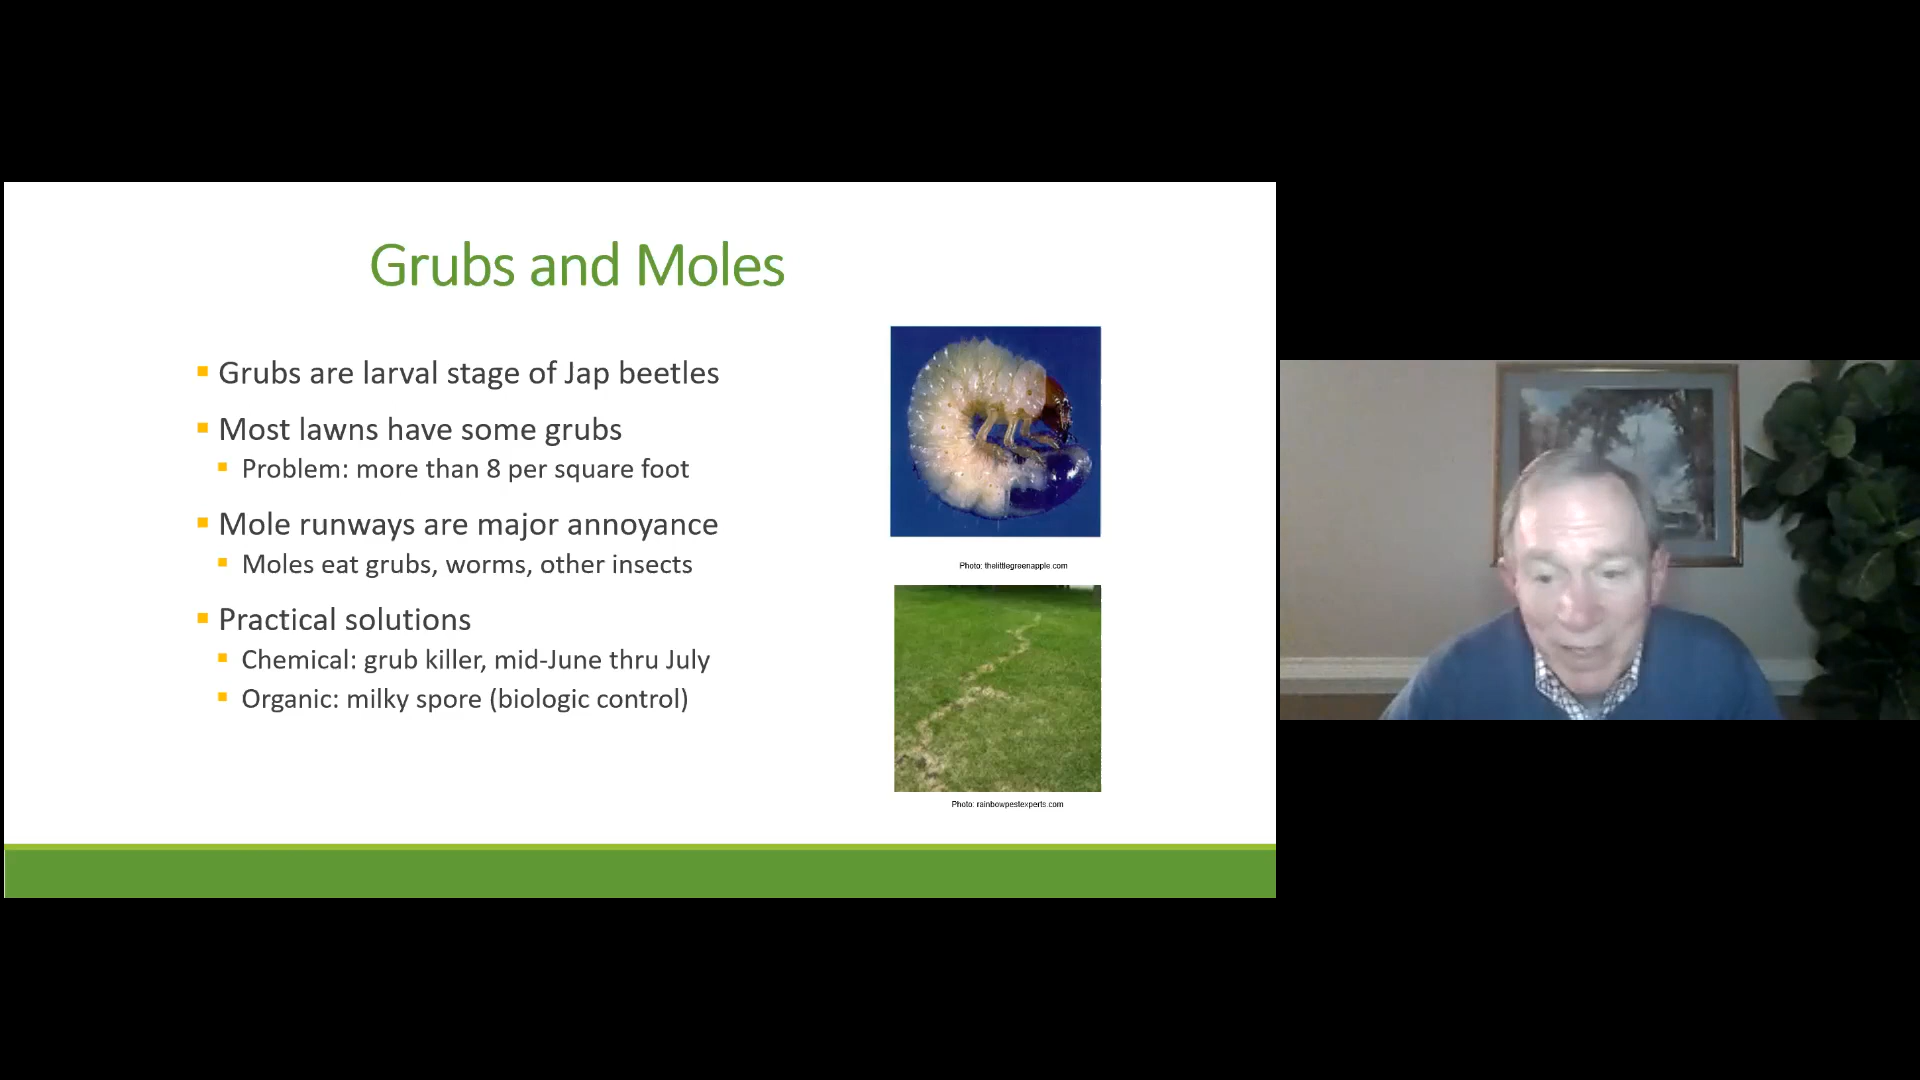 Grubs and Moles
Grubs are larval stage of Jap beetles
Most lawns have some grubs
Problem: more than 8 per square foot
Mole runways are major annoyance
Moles eat grubs, worms, other insects
Practical solutions
Chemical: grub killer, mid-June thru July
Organic: milky spore (biologic control)
Photo: thelittlegreenapple.com
Photo: rainbowpestexperts.com